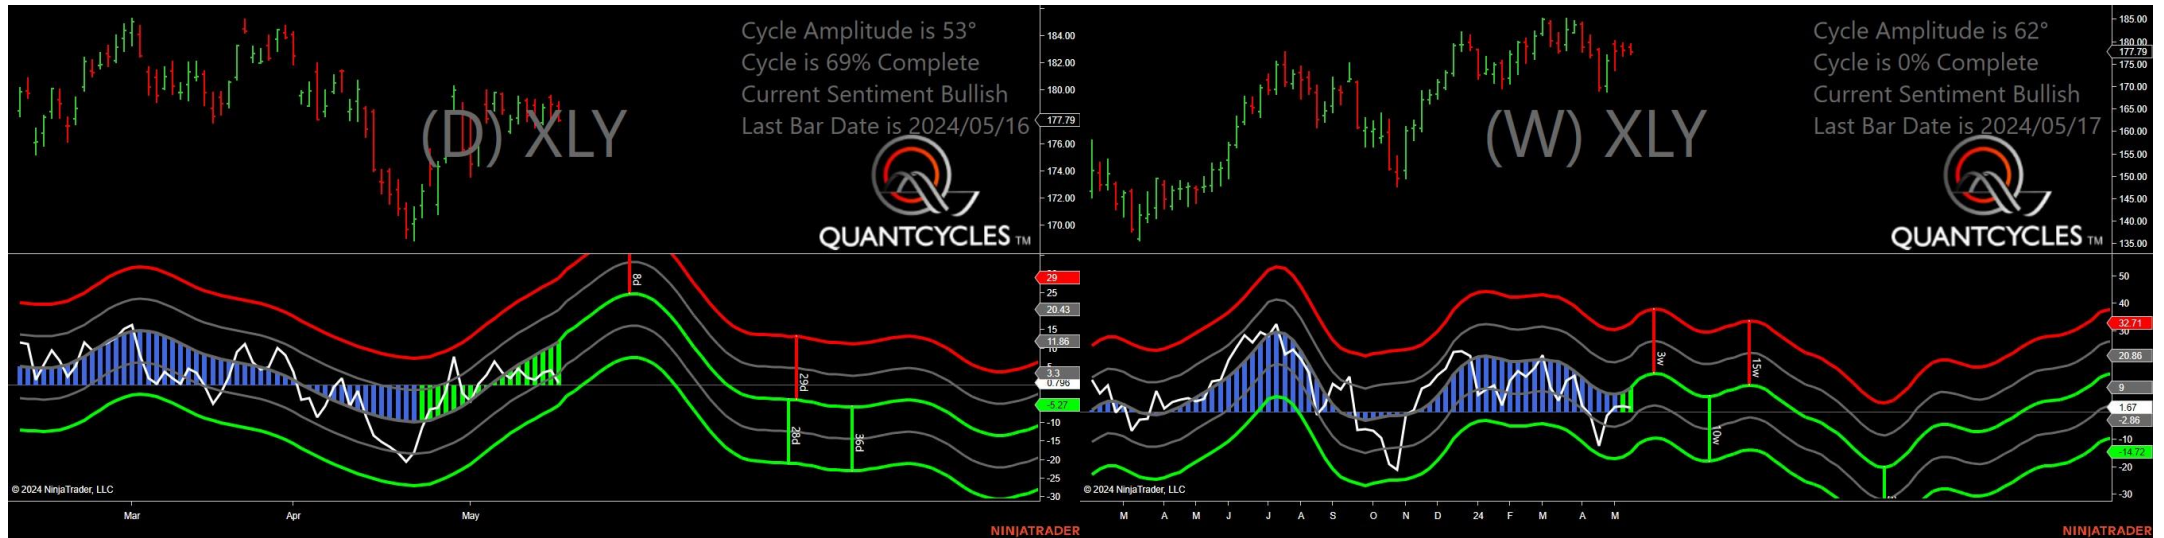 Cycle Amplitude is 53°
Cycle is 69% Complete
Current Sentiment Bullish
Last Bar Date is 2024/05/16
(D) XLY
QUANTCYCLES TM
184.00
182.00
180.00
177.79
176.00
174.00
172.00
170.00
8d
29d
28d
36d
29
25
20.43
15
11.86
3.3
0.796
-5.27
-10
-15
-20
-25
-30
© 2024 NinjaTrader, LLC
Mar Apr May
NINJATRADER
Cycle Amplitude is 62°
Cycle is 0% Complete
Current Sentiment Bullish
Last Bar Date is 2024/05/17
(W) XLY
QUANTCYCLES TM
185.00
180.00
177.79
175.00
170.00
165.00
160.00
155.00
150.00
145.00
140.00
135.00
3w
15w
10w
50
40
32.71
30
20.86
9
1.67
-2.86
-10
-14.72
-20
-30
© 2024 NinjaTrader, LLC
M A M J J A S O N D 24 F M A M
NINJATRADER